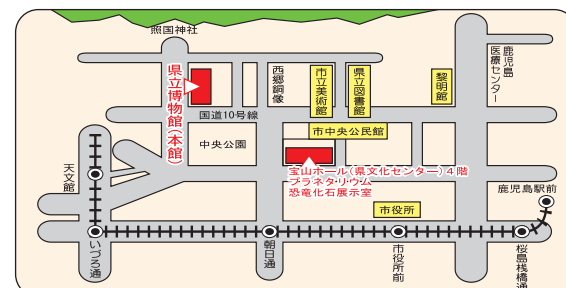 照国神社
県立博物館(本館)
西郷銅像
市立美術館
県立図書館
黎明館
鹿児島
医療センター
国道10号線
市中央公民館
中央公園
宝山ホール(県文化センター)4階
プラネタリウム
恐竜化石展示室
天文館
鹿児島駅前
市役所
いづろ通
朝日通
市役所前
桜島桟橋通